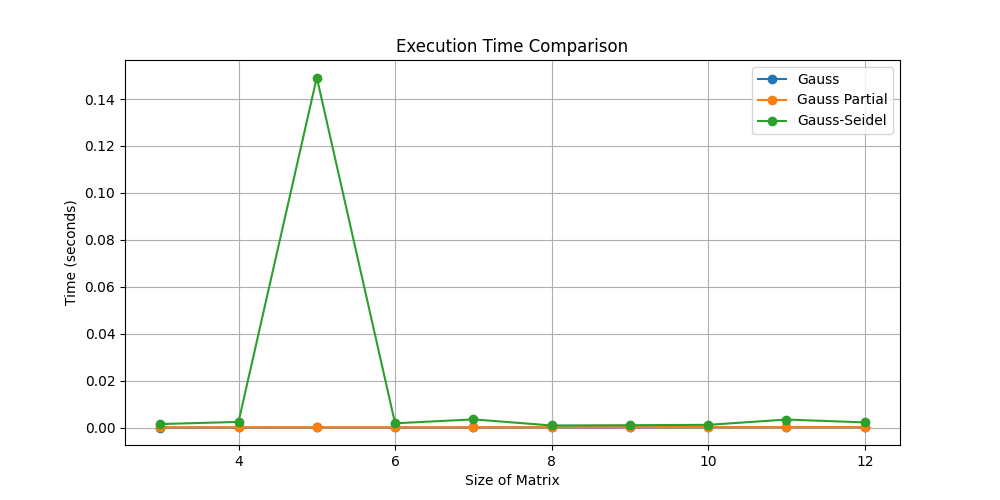 Execution Time Comparison
Gauss
Gauss Partial
Gauss-Seidel
0.14
0.12
0.10
0.08
0.06
0.04
0.02
0.00
Time (seconds)
4 6 8 10 12
Size of Matrix